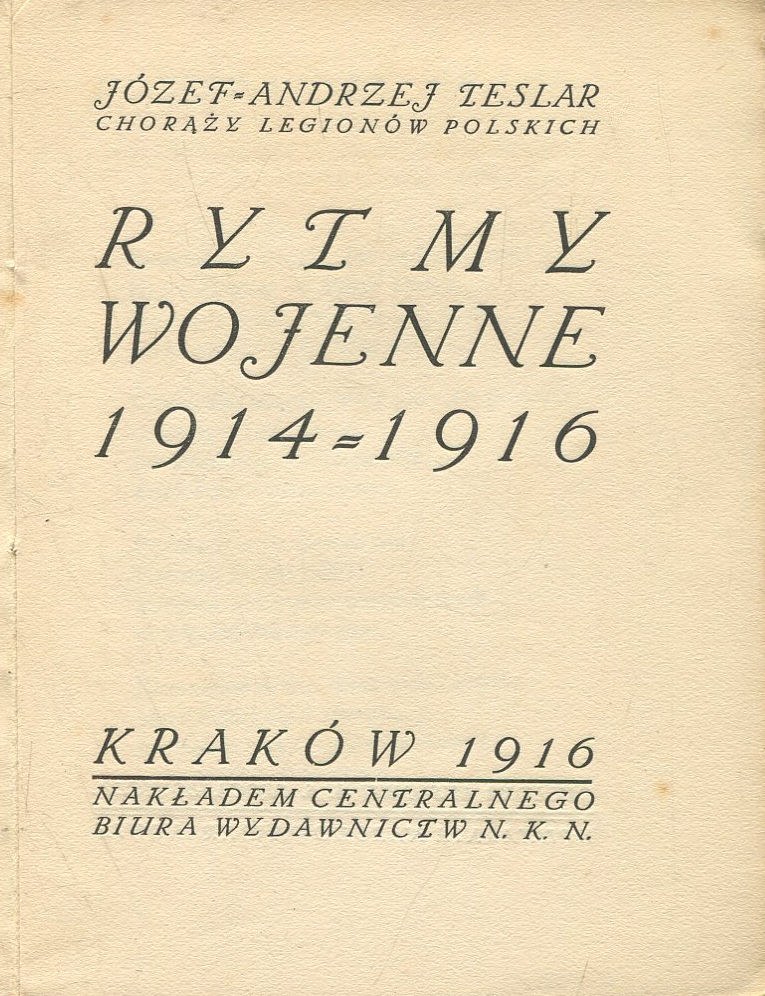 JÓZEF-ANDRZEJ TESLAR
CHORĄŻY LEGIONÓW POLSKICH
RYTMY
WOJENNE
1914-1916
KRAKÓW 1916
NAKŁADEM CENTRALNEGO
BIURA WYDAWNICTW N. K. N.